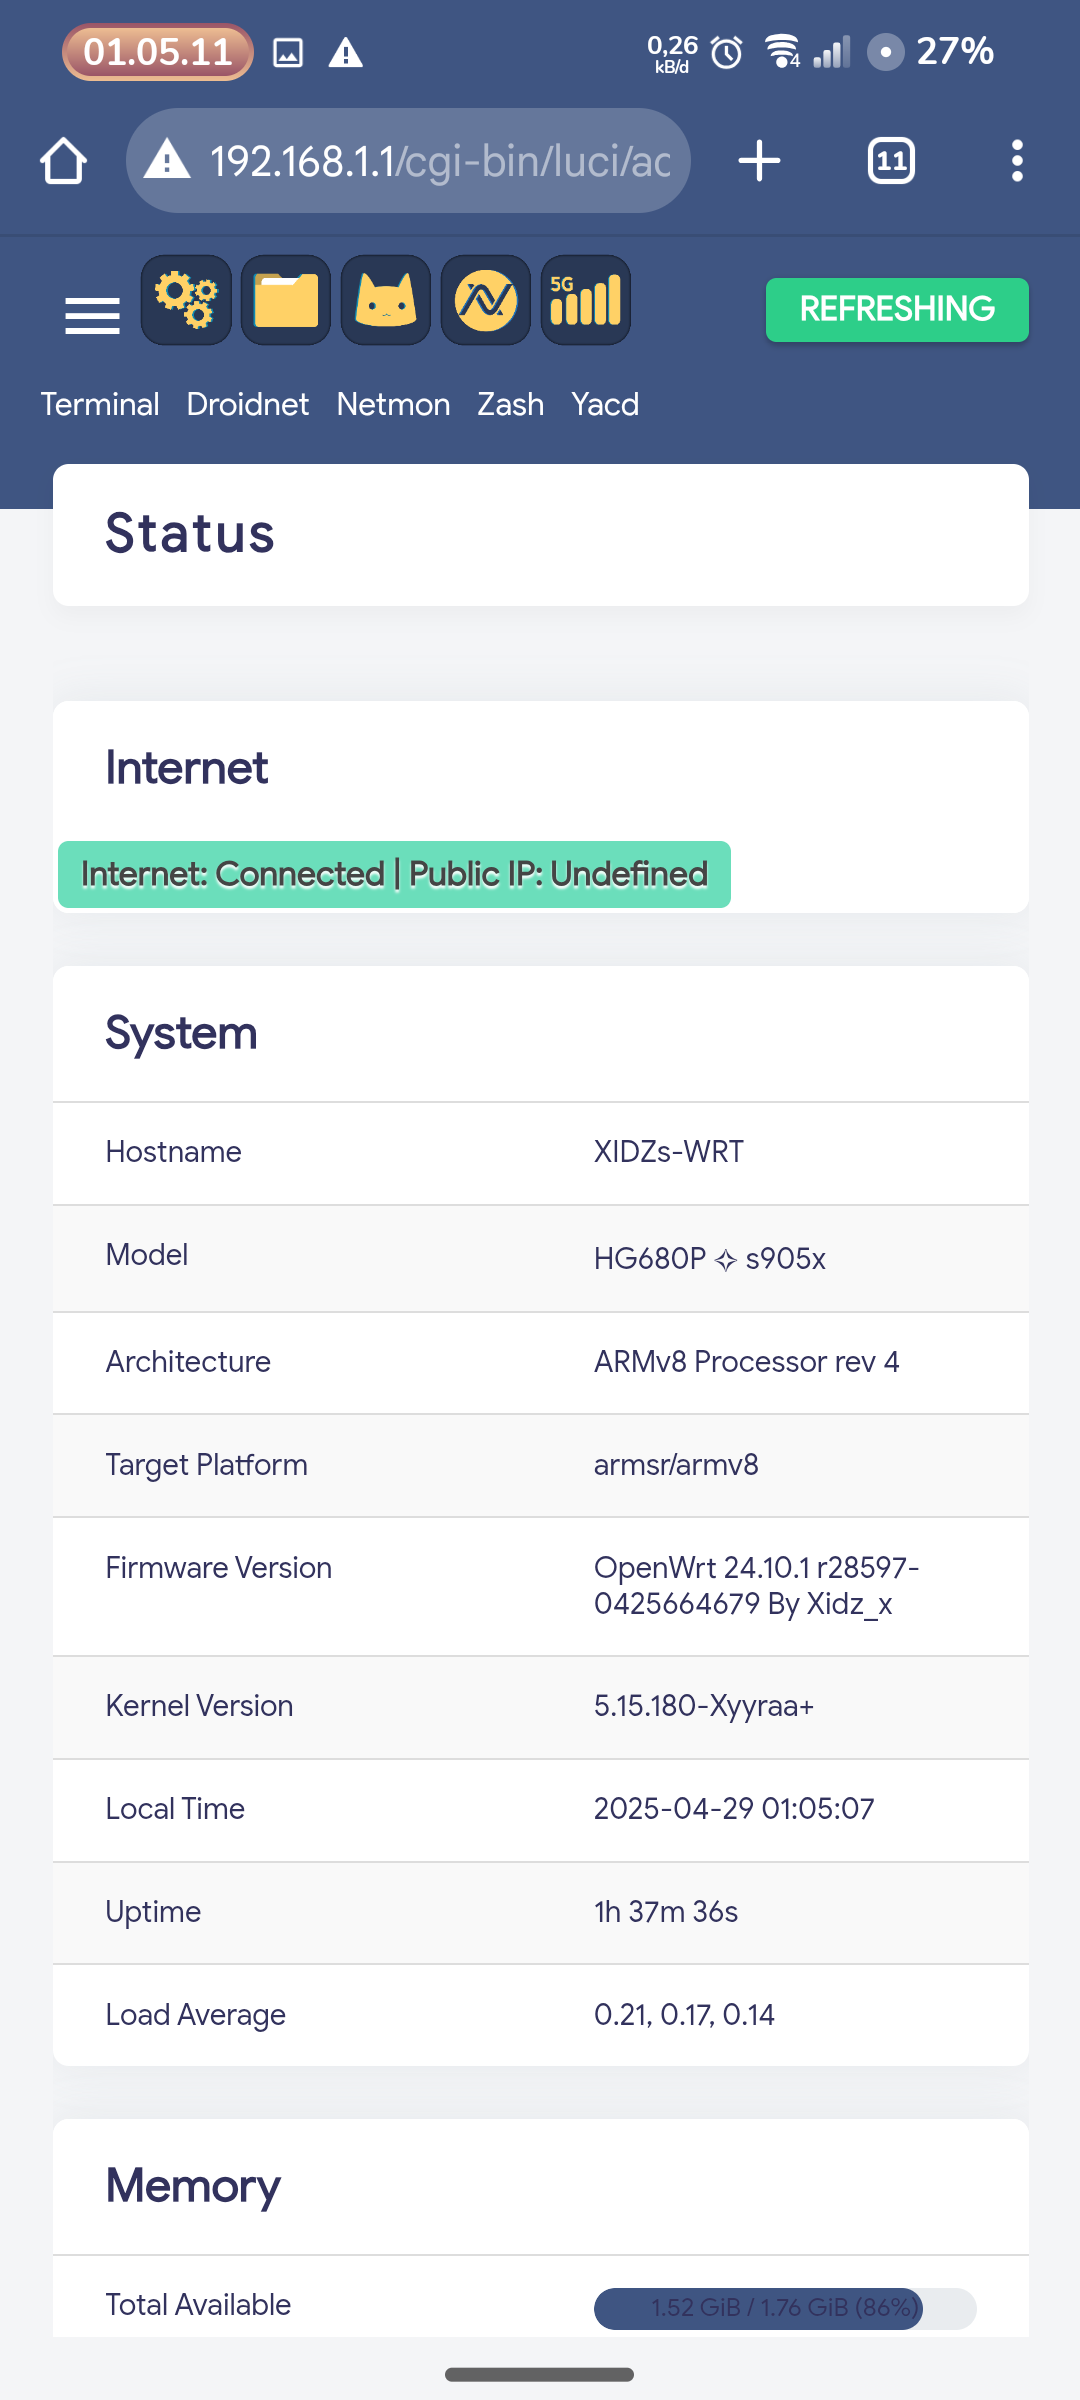 01.05.11
0,26
kB/d
4
27%
192.168.1.1/cgi-bin/luci/ad
11
5G
REFRESHING
Terminal Droidnet Netmon Zash Yacd
Status
Internet
Internet: Connected | Public IP: Undefined
System
Hostname XIDZs-WRT
Model HG680P ✧ s905x
Architecture ARMv8 Processor rev 4
Target Platform armsr/armv8
Firmware Version OpenWrt 24.10.1 r28597-
0425664679 By Xidz_x
Kernel Version 5.15.180-Xyyraa+
Local Time 2025-04-29 01:05:07
Uptime 1h 37m 36s
Load Average 0.21, 0.17, 0.14
Memory
Total Available 1.52 GiB / 1.76 GiB (86%)